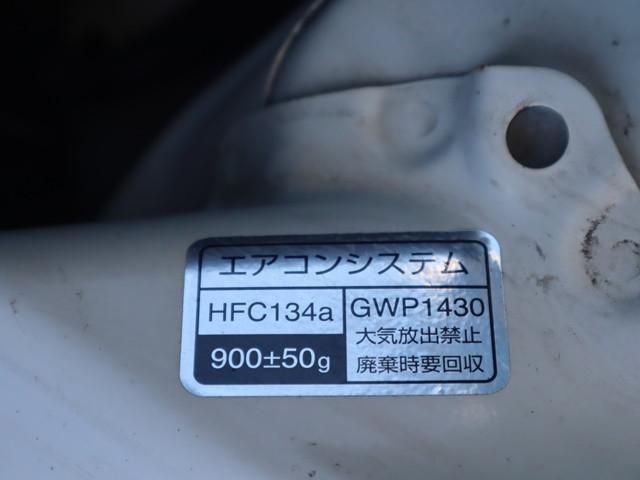 エアコンシステム
HFC134a
900±50g
GWP1430
大気放出禁止
廃棄時要回収